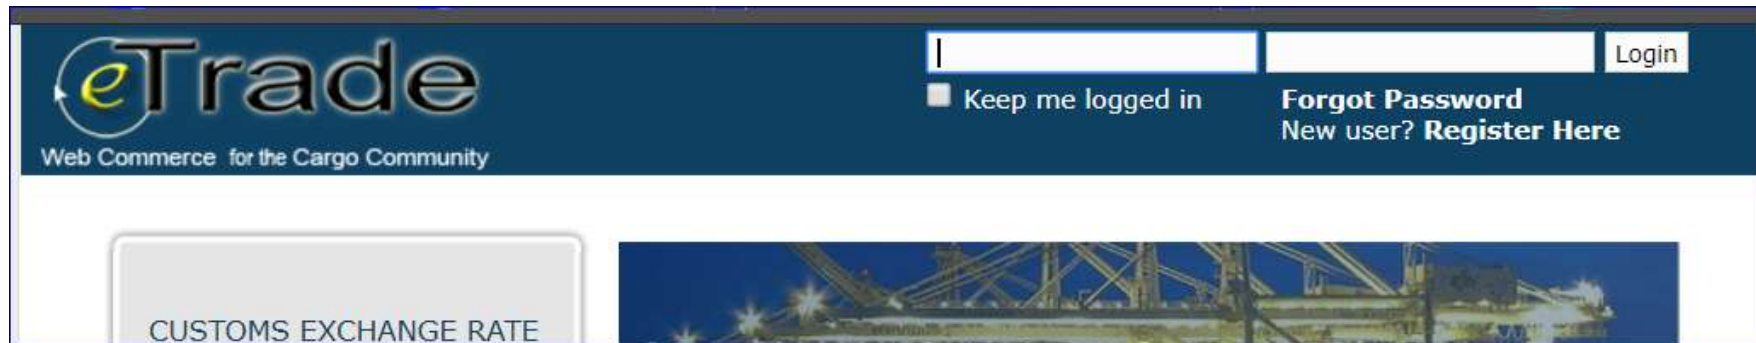 eTrade
Web Commerce for the Cargo Community
Login
Keep me logged in
Forgot Password
New user? Register Here
CUSTOMS EXCHANGE RATE